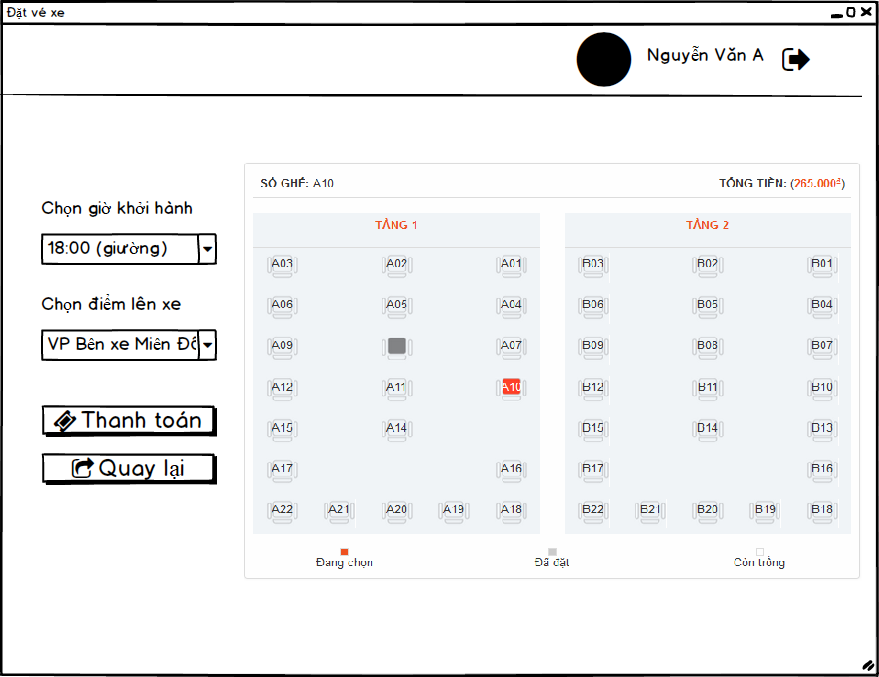 Đặt vé xe
Nguyễn Văn A
Chọn giờ khởi hành
18:00 (giường)
Chọn điểm lên xe
VP Bên xe Miên Đô
Thanh toán
Quay lại
SỐ GHẾ: A10 TỔNG TIỀN: (265.000đ)
TẦNG 1 TẦNG 2
A03 A02 A01 B03 B02 B01
A06 A05 A04 B06 B05 B04
A09 A07 B09 B08 B07
A12 A11 A10 B12 B11 B10
A15 A14 B15 B14 B13
A17 A16 B17 B16
A22 A21 A20 A19 A18 B22 B21 B20 B19 B18
Đang chọn Đã đặt Còn trống